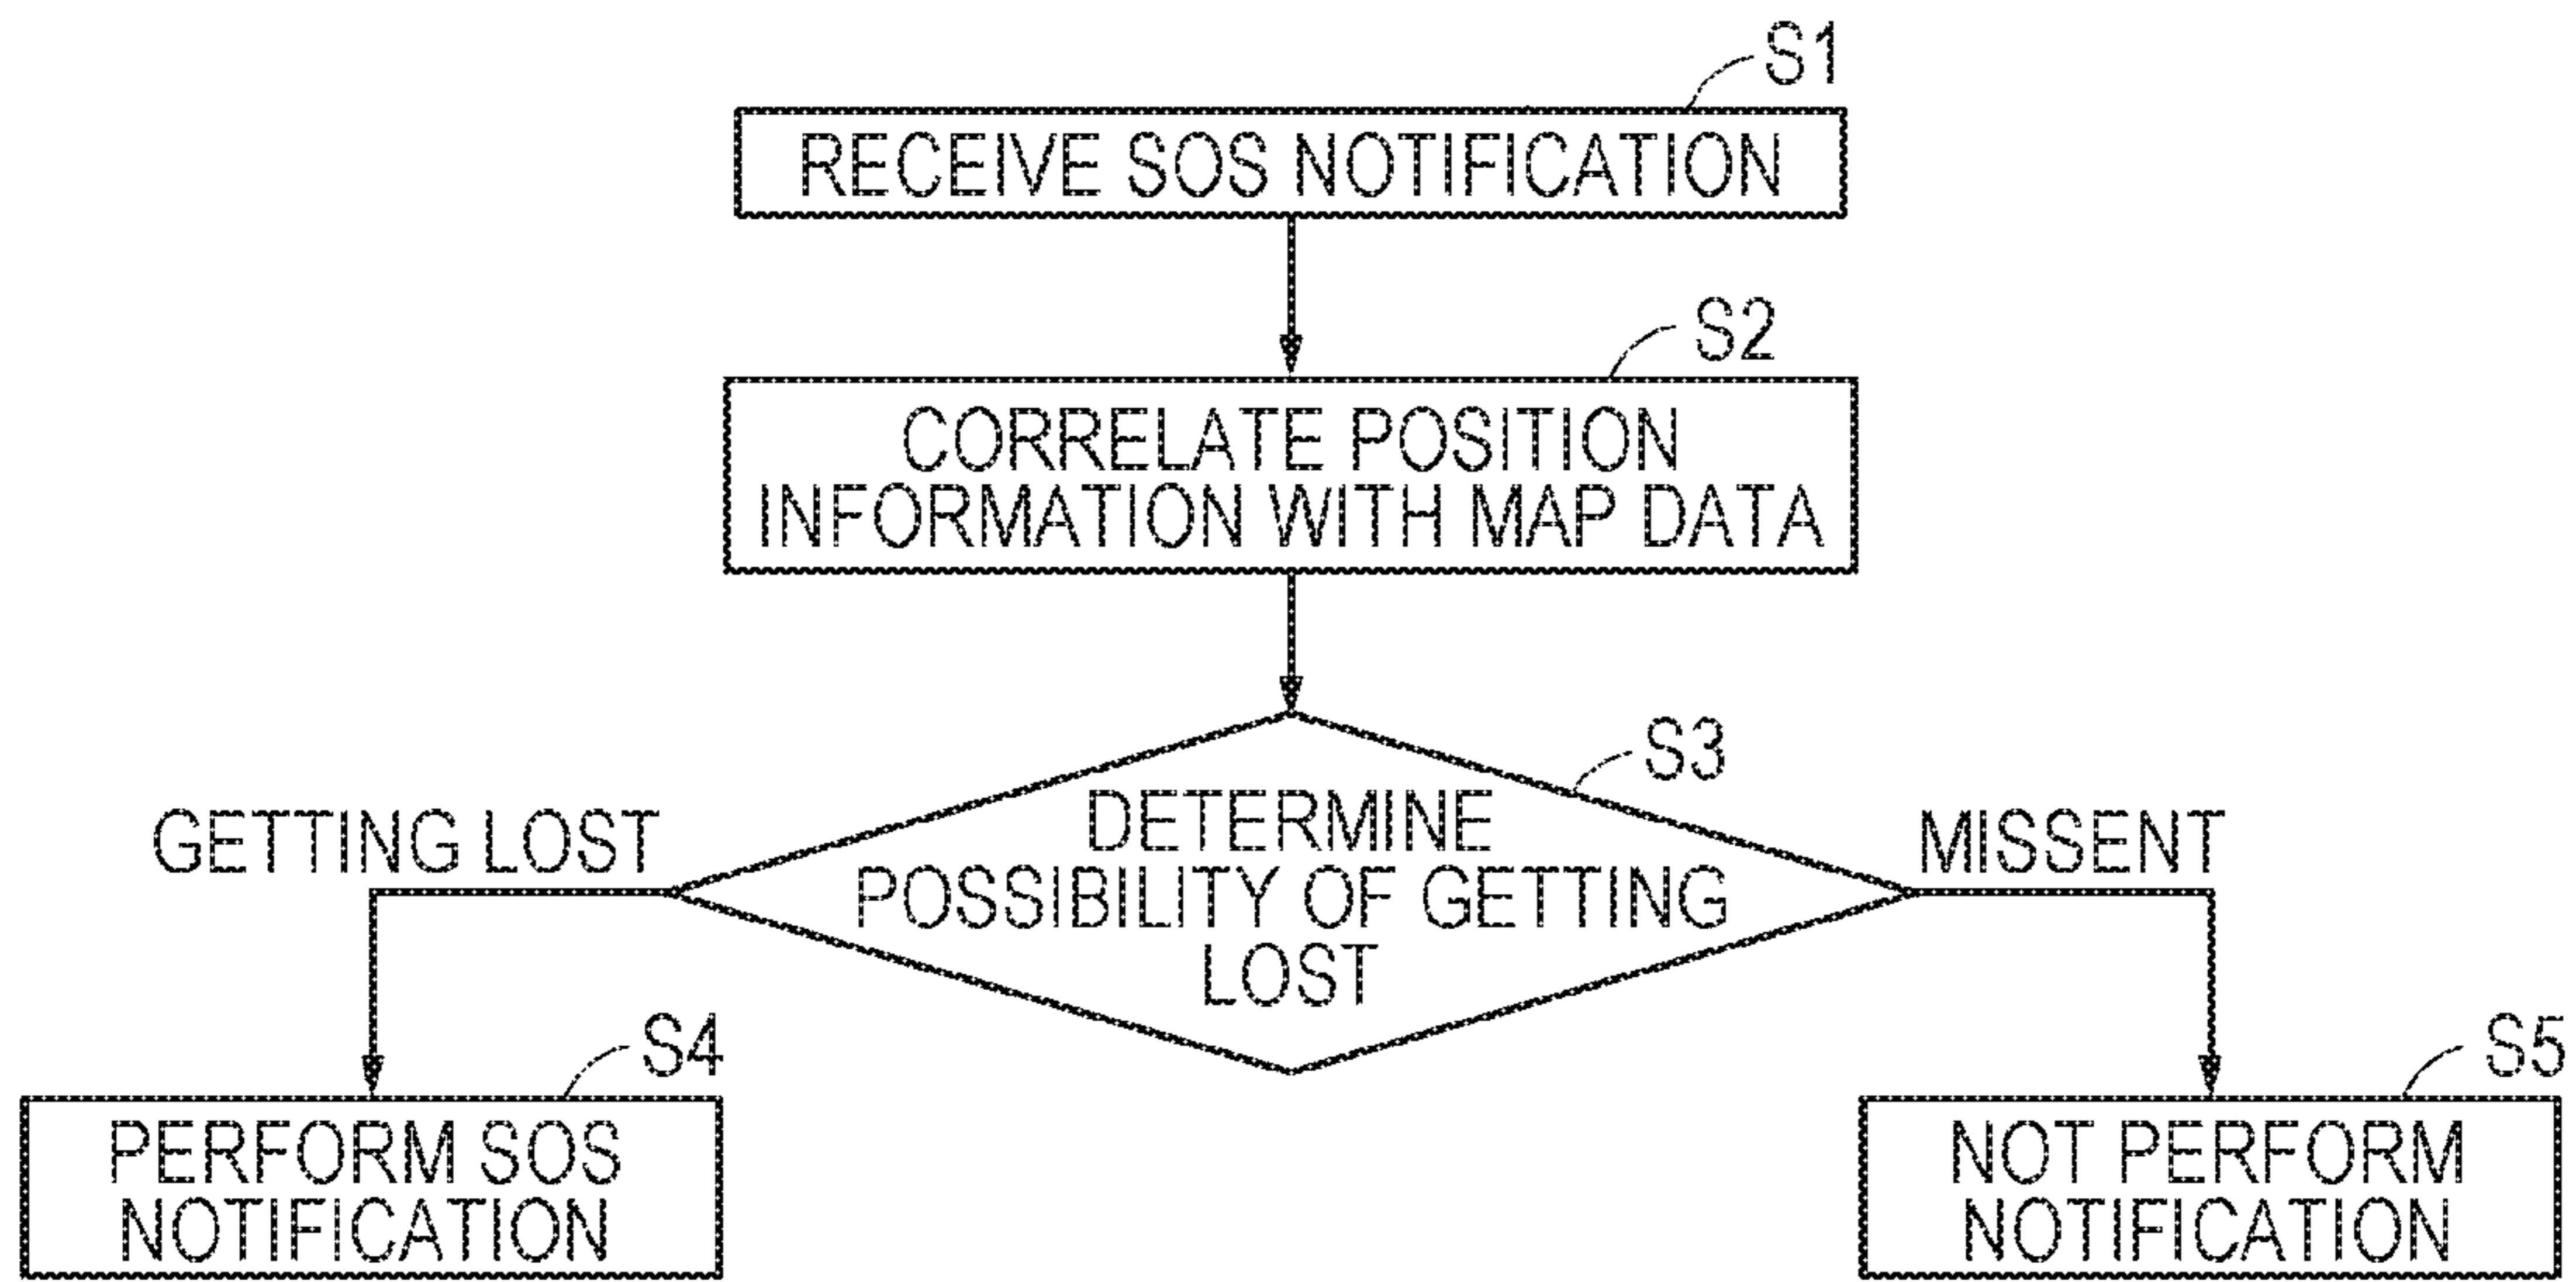 S1
RECEIVE SOS NOTIFICATION
S2
CORRELATE POSITION
INFORMATION WITH MAP DATA
S3
DETERMINE
POSSIBILITY OF GETTING
LOST
GETTING LOST
MISSENT
S4
PERFORM SOS
NOTIFICATION
S5
NOT PERFORM
NOTIFICATION